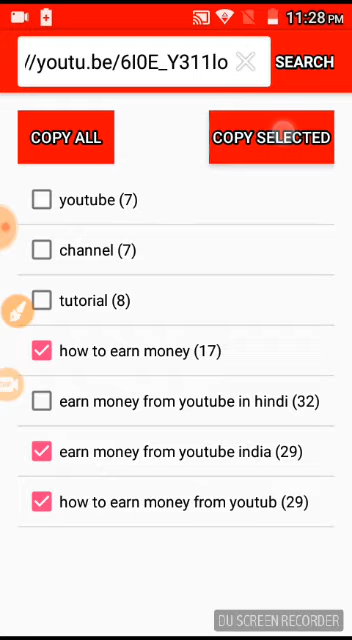 11:28 PM
//youtu.be/6I0E_Y311lo
SEARCH
COPY ALL
COPY SELECTED
youtube (7)
channel (7)
tutorial (8)
how to earn money (17)
earn money from youtube in hindi (32)
earn money from youtube india (29)
how to earn money from youtub (29)
DU SCREEN RECORDER